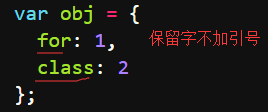 var obj = {
for: 1, 保留字不加引号
class: 2
};